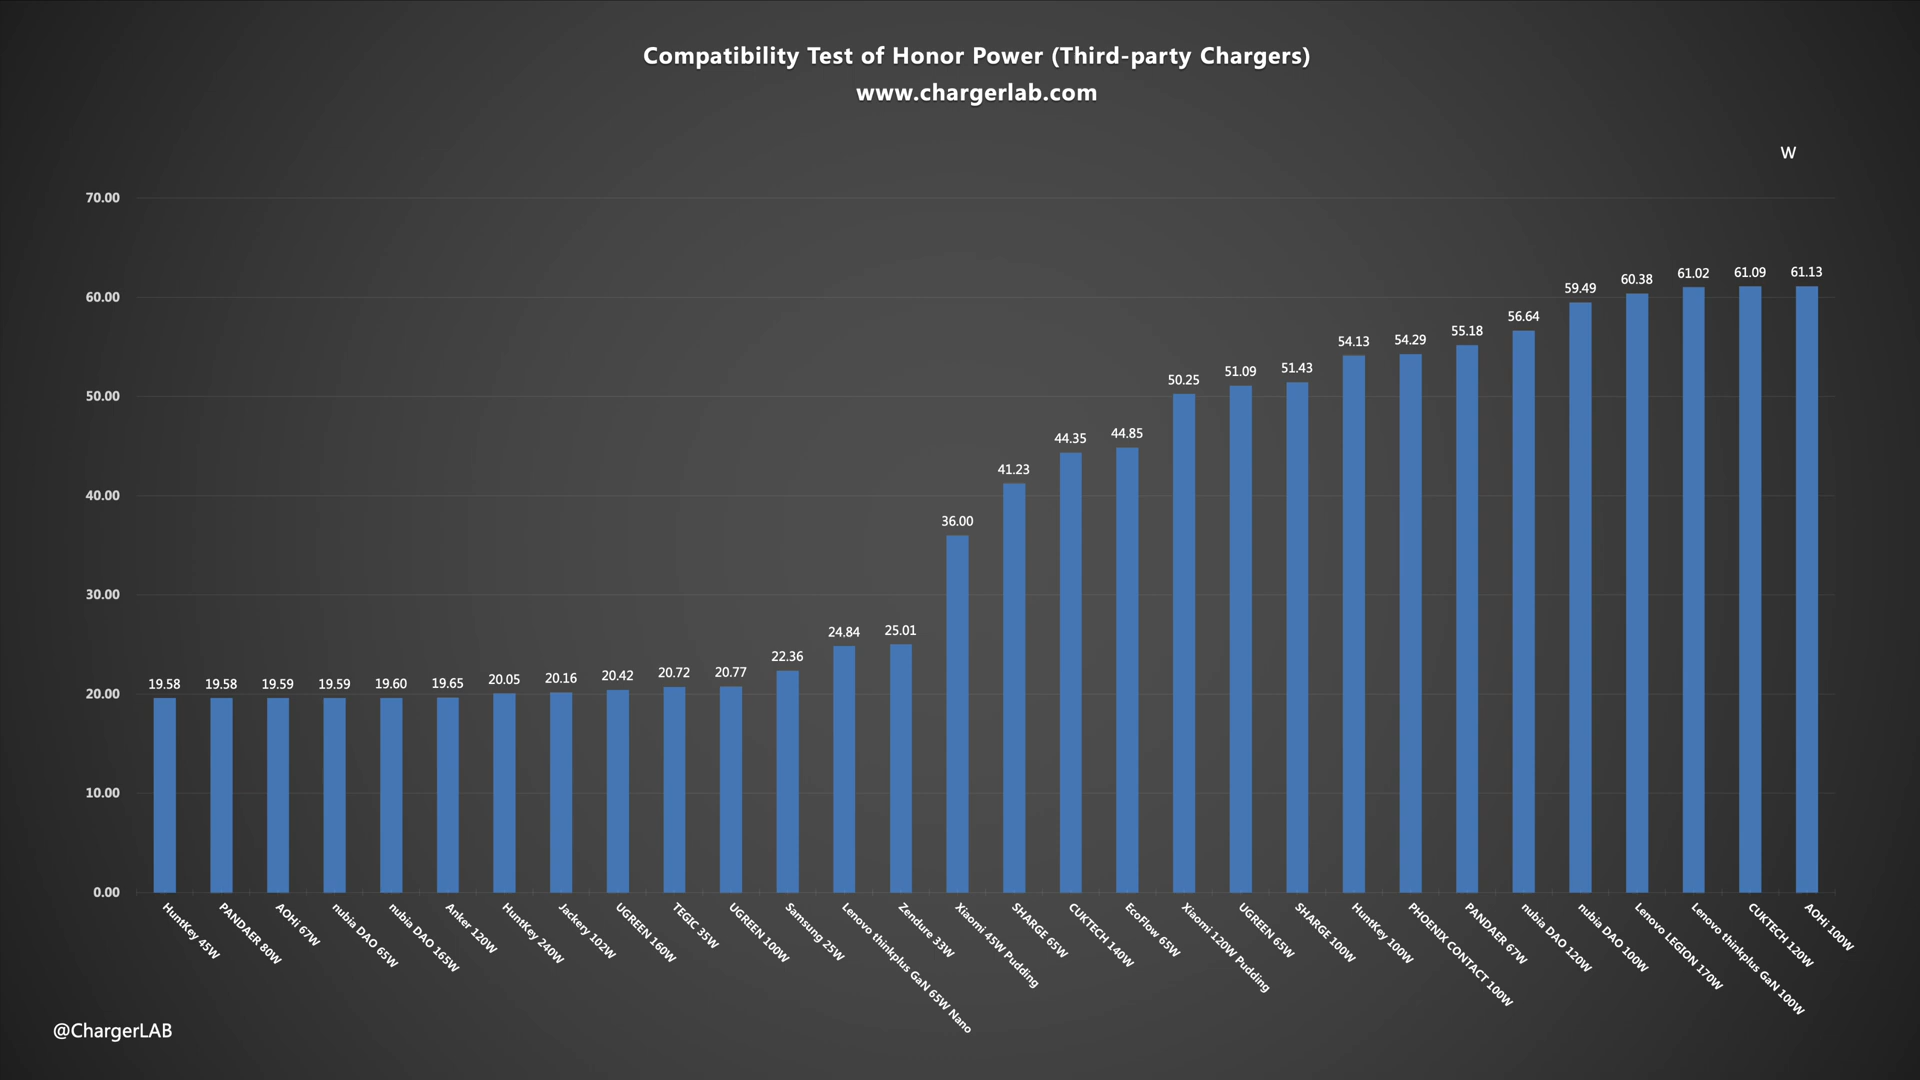 Compatibility Test of Honor Power (Third-party Chargers)
www.chargerlab.com
W
70.00
60.00
50.00
40.00
30.00
20.00
10.00
0.00
19.58
19.58
19.59
19.59
19.60
19.65
20.05
20.16
20.42
20.72
20.77
22.36
24.84
25.01
36.00
41.23
44.35
44.85
50.25
51.09
51.43
54.13
54.29
55.18
56.64
59.49
60.38
61.02
61.09
61.13
HuntKey 45W
PANDAER 80W
AOHi 67W
nubia DAO 65W
nubia DAO 165W
Anker 120W
HuntKey 240W
Jackery 102W
UGREEN 160W
TEGIC 35W
UGREEN 100W
Samsung 25W
Lenovo thinkplus GaN 65W Nano
Zendure 33W
Xiaomi 45W Pudding
SHARGE 65W
CUKTECH 140W
EcoFlow 65W
Xiaomi 120W Pudding
UGREEN 65W
SHARGE 100W
HuntKey 100W
PHOENIX CONTACT 100W
PANDAER 67W
nubia DAO 120W
nubia DAO 100W
Lenovo LEGION 170W
Lenovo thinkplus GaN 100W
CUKTECH 120W
AOHi 100W
@ChargerLAB